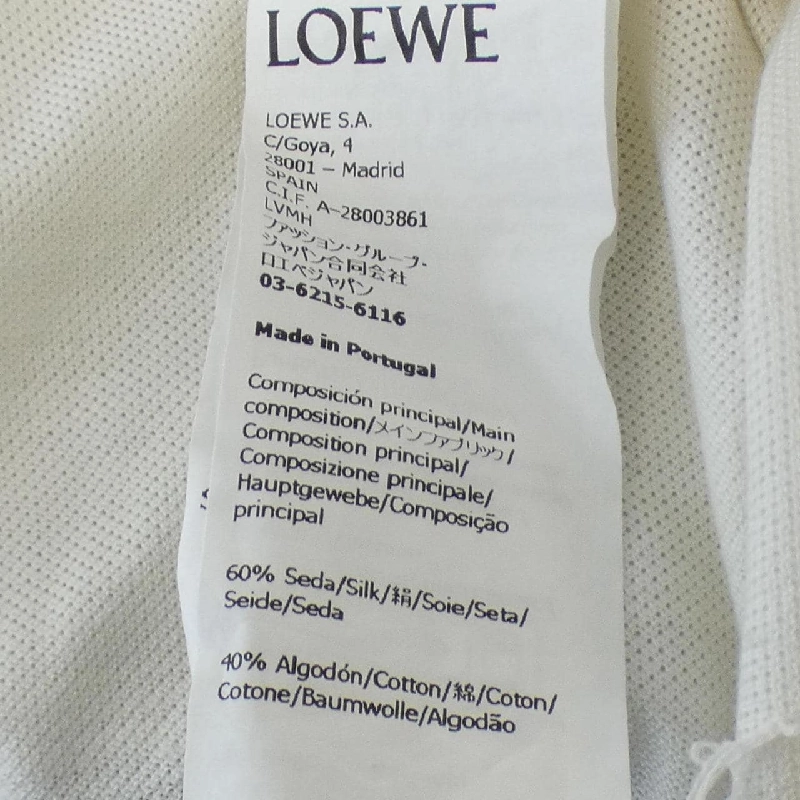 LOEWE
LOEWE S.A.
C/Goya, 4
28001 – Madrid
SPAIN
C.I.F. A-28003861
LVMH
ファッション・グループ・
ジャパン合同会社
ロエベジャパン
03-6215-6116
Made in Portugal
Composición principal/Main
composition/メインファブリック/
Composition principal/
Composizione principale/
Hauptgewebe/Composição
principal
60% Seda/Silk/絹/Soie/Seta/
Seide/Seda
40% Algodón/Cotton/綿/Coton/
Cotone/Baumwolle/Algodão